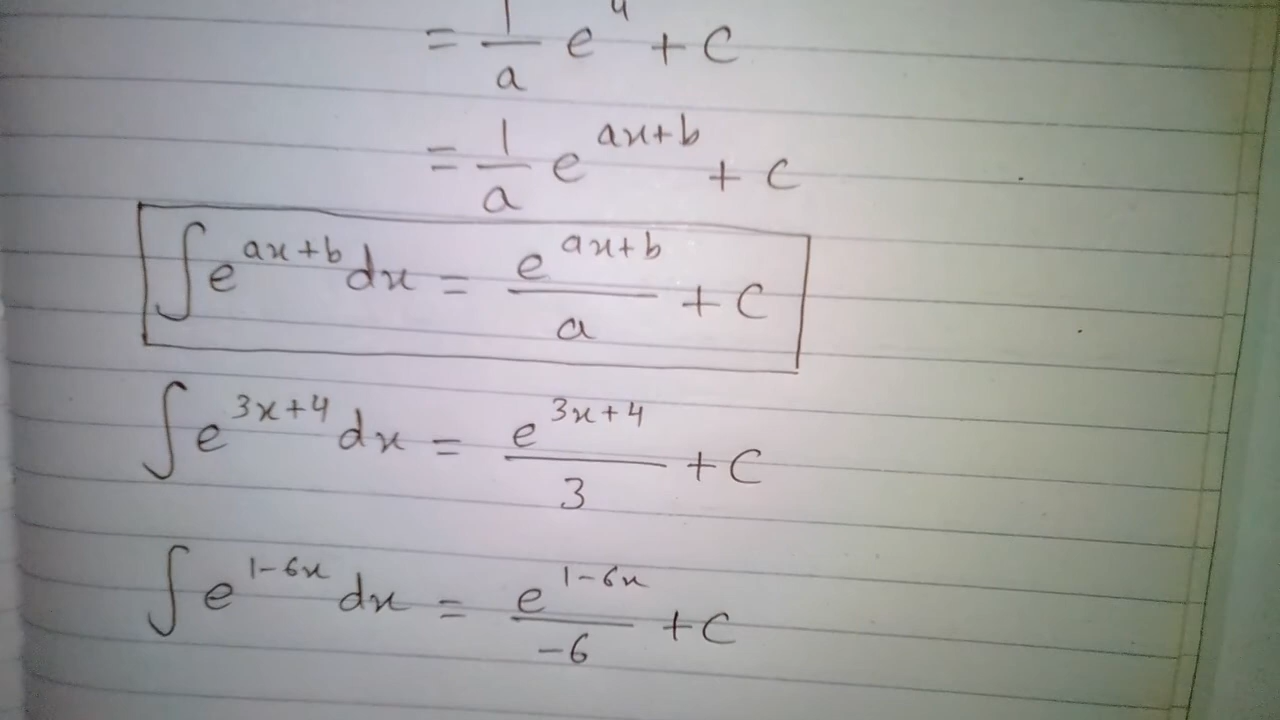 = 1/a e^u + C
= 1/a e^(ax+b) + C
∫ e^(ax+b) dx = e^(ax+b)/a + C
∫ e^(3x+4) dx = e^(3x+4)/3 + C
∫ e^(1-6x) dx = e^(1-6x)/-6 + C